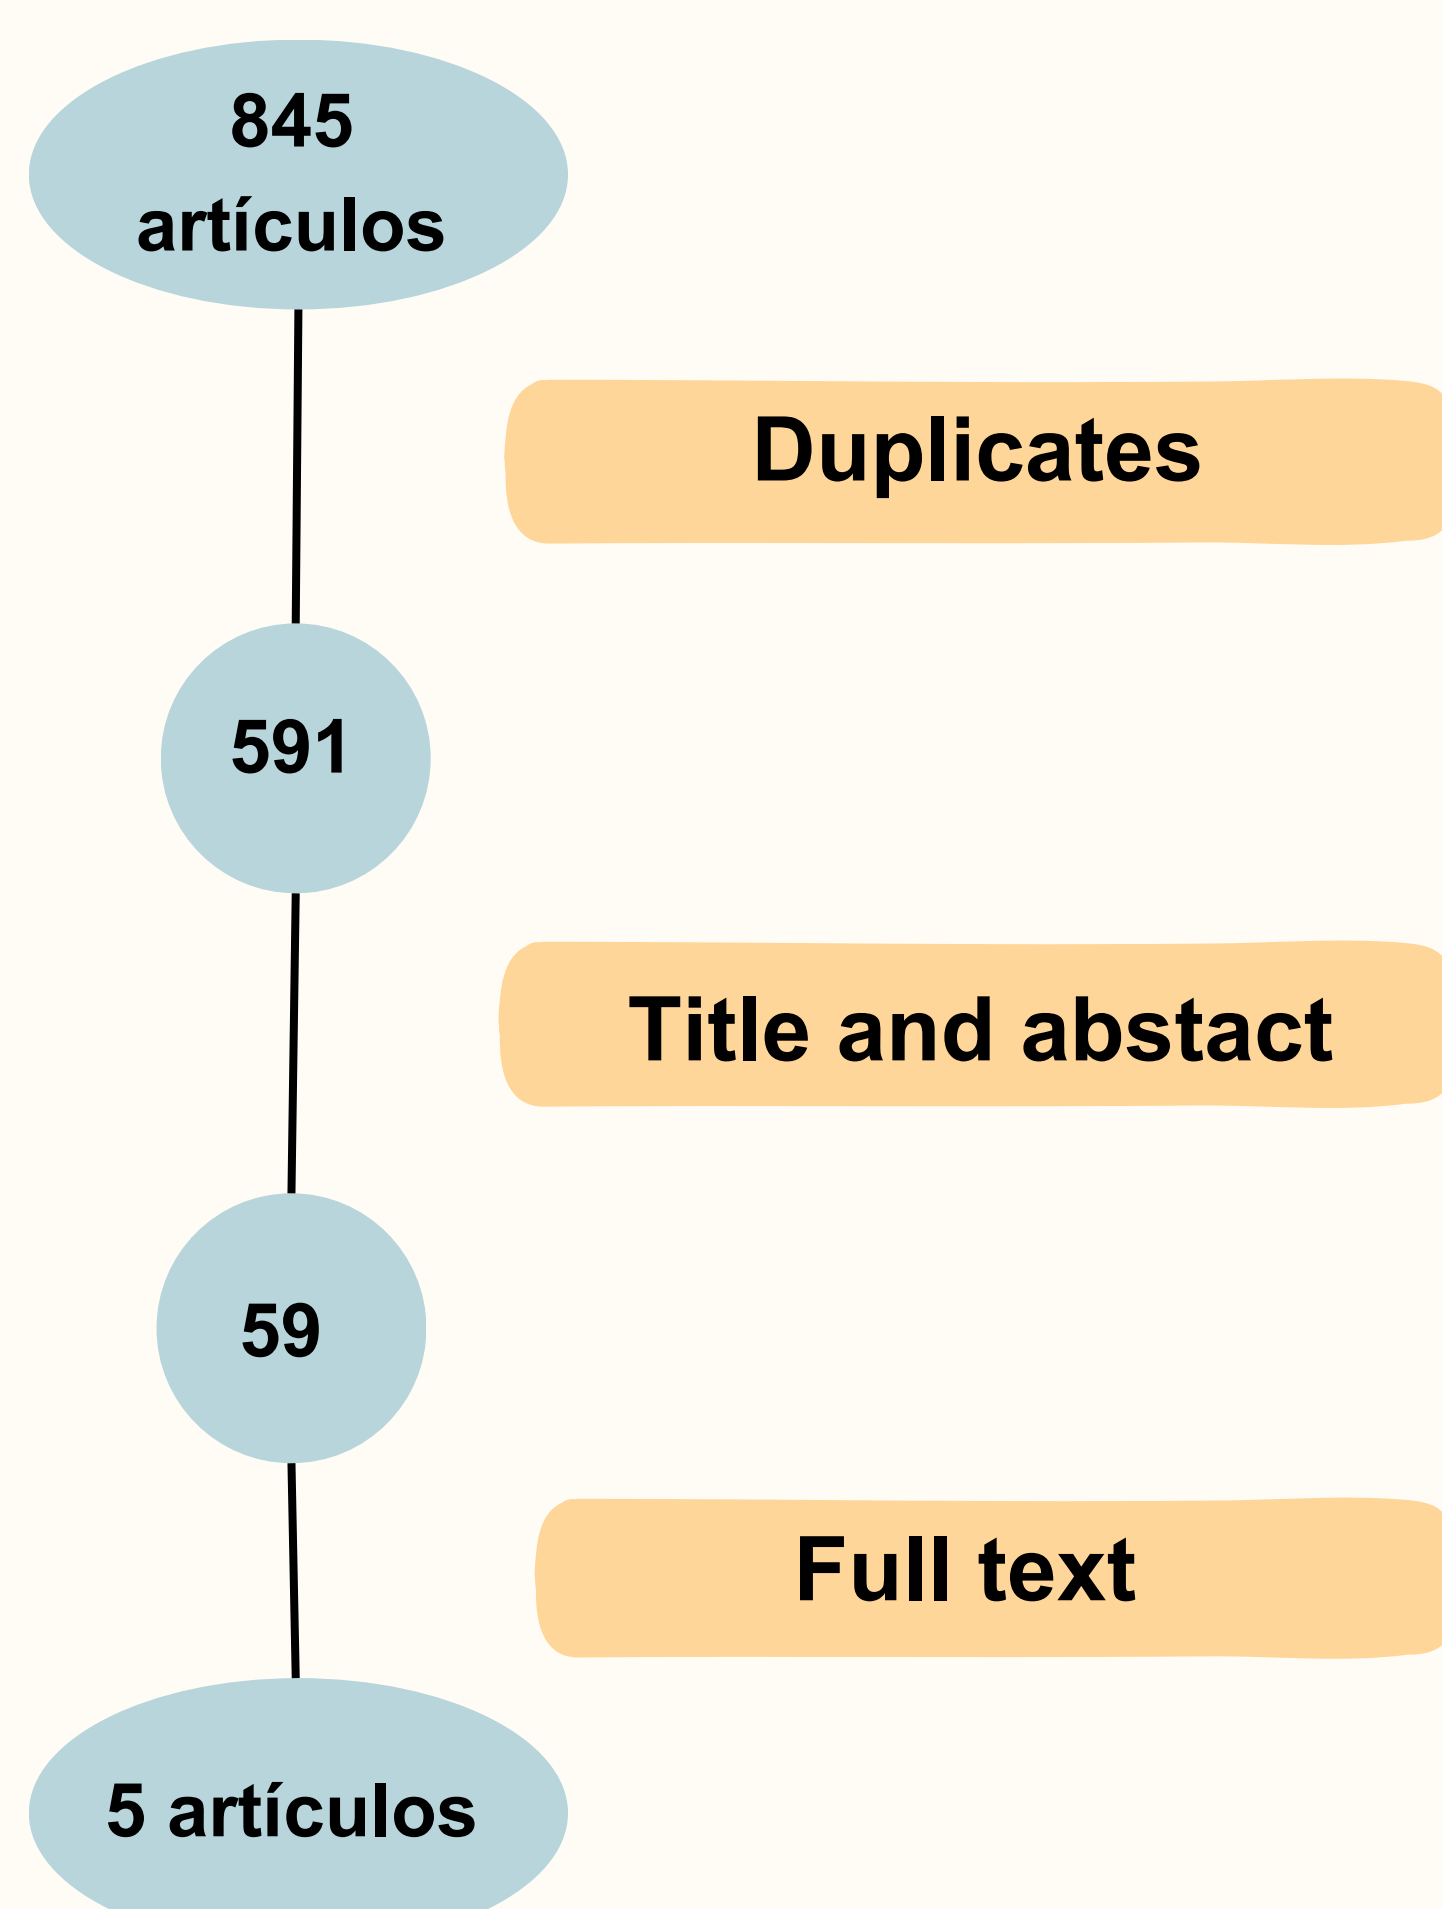 845
artículos
Duplicates
591
Title and abstact
59
Full text
5 artículos